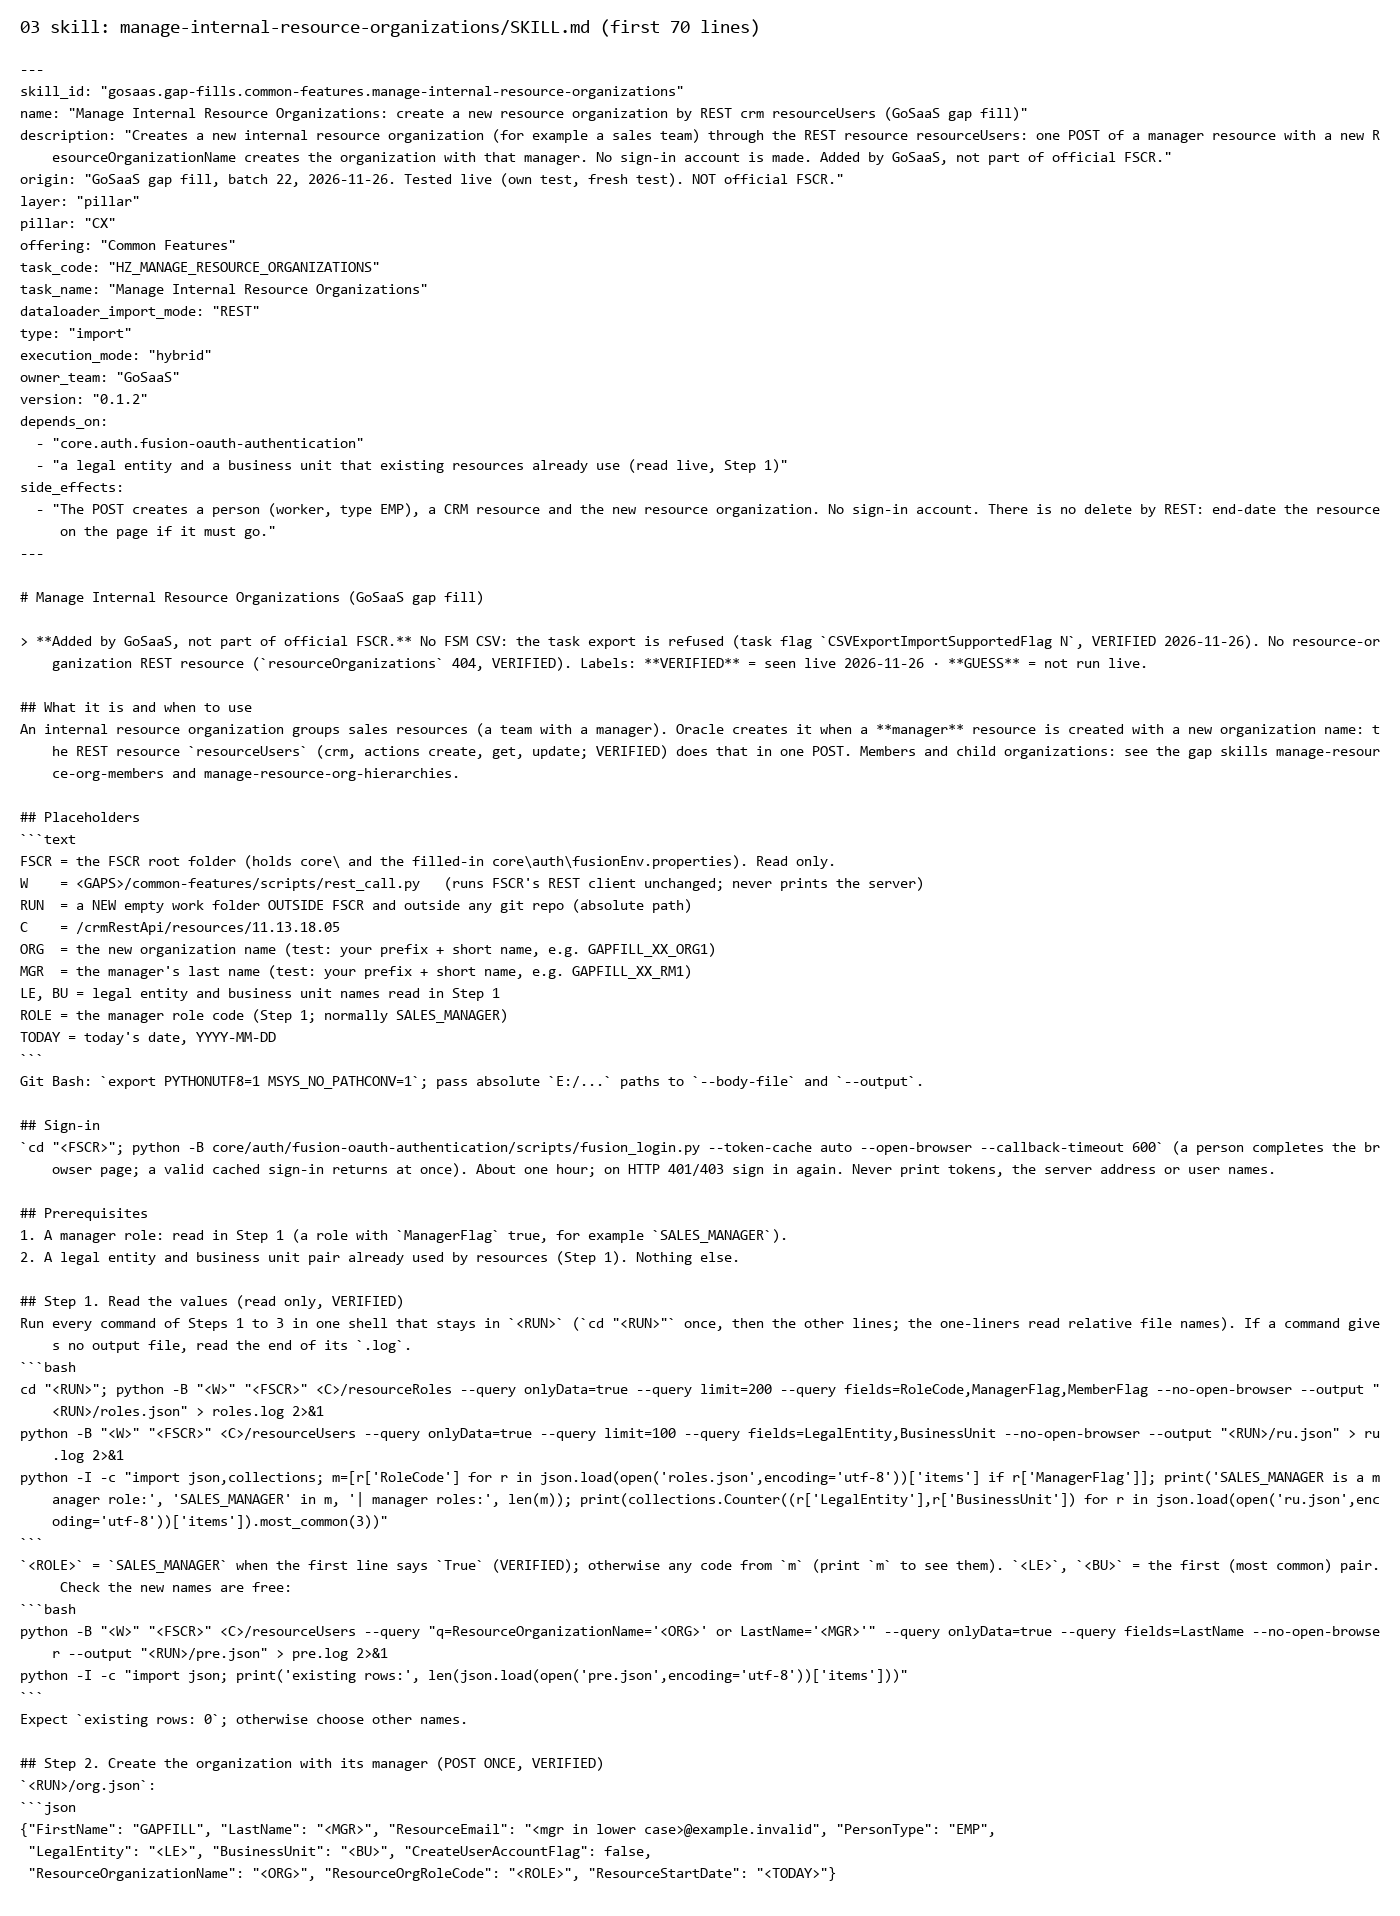 03 skill: manage-internal-resource-organizations/SKILL.md (first 70 lines)
---
skill_id: "gosaas.gap-fills.common-features.manage-internal-resource-organizations"
name: "Manage Internal Resource Organizations: create a new resource organization by REST crm resourceUsers (GoSaaS gap fill)"
description: "Creates a new internal resource organization (for example a sales team) through the REST resource resourceUsers: one POST of a manager resource with a new R
esourceOrganizationName creates the organization with that manager. No sign-in account is made. Added by GoSaaS, not part of official FSCR."
origin: "GoSaaS gap fill, batch 22, 2026-11-26. Tested live (own test, fresh test). NOT official FSCR."
layer: "pillar"
pillar: "CX"
offering: "Common Features"
task_code: "HZ_MANAGE_RESOURCE_ORGANIZATIONS"
task_name: "Manage Internal Resource Organizations"
dataloader_import_mode: "REST"
type: "import"
execution_mode: "hybrid"
owner_team: "GoSaaS"
version: "0.1.2"
depends_on:
  - "core.auth.fusion-oauth-authentication"
  - "a legal entity and a business unit that existing resources already use (read live, Step 1)"
side_effects:
  - "The POST creates a person (worker, type EMP), a CRM resource and the new resource organization. No sign-in account. There is no delete by REST: end-date the resource
on the page if it must go."
---
# Manage Internal Resource Organizations (GoSaaS gap fill)
> **Added by GoSaaS, not part of official FSCR.** No FSM CSV: the task export is refused (task flag `CSVExportImportSupportedFlag N`, VERIFIED 2026-11-26). No resource-or
ganization REST resource (`resourceOrganizations` 404, VERIFIED). Labels: **VERIFIED** = seen live 2026-11-26 · **GUESS** = not run live.
## What it is and when to use
An internal resource organization groups sales resources (a team with a manager). Oracle creates it when a **manager** resource is created with a new organization name: t
he REST resource `resourceUsers` (crm, actions create, get, update; VERIFIED) does that in one POST. Members and child organizations: see the gap skills manage-resour
ce-org-members and manage-resource-org-hierarchies.
## Placeholders
```text
FSCR = the FSCR root folder (holds core\ and the filled-in core\auth\fusionEnv.properties). Read only.
W    = <GAPS>/common-features/scripts/rest_call.py   (runs FSCR's REST client unchanged; never prints the server)
RUN  = a NEW empty work folder OUTSIDE FSCR and outside any git repo (absolute path)
C    = /crmRestApi/resources/11.13.18.05
ORG  = the new organization name (test: your prefix + short name, e.g. GAPFILL_XX_ORG1)
MGR  = the manager's last name (test: your prefix + short name, e.g. GAPFILL_XX_RM1)
LE, BU = legal entity and business unit names read in Step 1
ROLE = the manager role code (Step 1; normally SALES_MANAGER)
TODAY = today's date, YYYY-MM-DD
```
Git Bash: `export PYTHONUTF8=1 MSYS_NO_PATHCONV=1`; pass absolute `E:/...` paths to `--body-file` and `--output`.
## Sign-in
`cd "<FSCR>"; python -B core/auth/fusion-oauth-authentication/scripts/fusion_login.py --token-cache auto --open-browser --callback-timeout 600` (a person completes the br
owser page; a valid cached sign-in returns at once). About one hour; on HTTP 401/403 sign in again. Never print tokens, the server address or user names.
## Prerequisites
1. A manager role: read in Step 1 (a role with `ManagerFlag` true, for example `SALES_MANAGER`).
2. A legal entity and business unit pair already used by resources (Step 1). Nothing else.
## Step 1. Read the values (read only, VERIFIED)
Run every command of Steps 1 to 3 in one shell that stays in `<RUN>` (`cd "<RUN>"` once, then the other lines; the one-liners read relative file names). If a command give
s no output file, read the end of its `.log`.
```bash
cd "<RUN>"; python -B "<W>" "<FSCR>" <C>/resourceRoles --query onlyData=true --query limit=200 --query fields=RoleCode,ManagerFlag,MemberFlag --no-open-browser --output "
<RUN>/roles.json" > roles.log 2>&1
python -B "<W>" "<FSCR>" <C>/resourceUsers --query onlyData=true --query limit=100 --query fields=LegalEntity,BusinessUnit --no-open-browser --output "<RUN>/ru.json" > ru
.log 2>&1
python -I -c "import json,collections; m=[r['RoleCode'] for r in json.load(open('roles.json',encoding='utf-8'))['items'] if r['ManagerFlag']]; print('SALES_MANAGER is a m
anager role:', 'SALES_MANAGER' in m, '| manager roles:', len(m)); print(collections.Counter((r['LegalEntity'],r['BusinessUnit']) for r in json.load(open('ru.json',enc
oding='utf-8'))['items']).most_common(3))"
```
`<ROLE>` = `SALES_MANAGER` when the first line says `True` (VERIFIED); otherwise any code from `m` (print `m` to see them). `<LE>`, `<BU>` = the first (most common) pair.
Check the new names are free:
```bash
python -B "<W>" "<FSCR>" <C>/resourceUsers --query "q=ResourceOrganizationName='<ORG>' or LastName='<MGR>'" --query onlyData=true --query fields=LastName --no-open-browse
r --output "<RUN>/pre.json" > pre.log 2>&1
python -I -c "import json; print('existing rows:', len(json.load(open('pre.json',encoding='utf-8'))['items']))"
```
Expect `existing rows: 0`; otherwise choose other names.
## Step 2. Create the organization with its manager (POST ONCE, VERIFIED)
`<RUN>/org.json`:
```json
{"FirstName": "GAPFILL", "LastName": "<MGR>", "ResourceEmail": "<mgr in lower case>@example.invalid", "PersonType": "EMP",
 "LegalEntity": "<LE>", "BusinessUnit": "<BU>", "CreateUserAccountFlag": false,
 "ResourceOrganizationName": "<ORG>", "ResourceOrgRoleCode": "<ROLE>", "ResourceStartDate": "<TODAY>"}